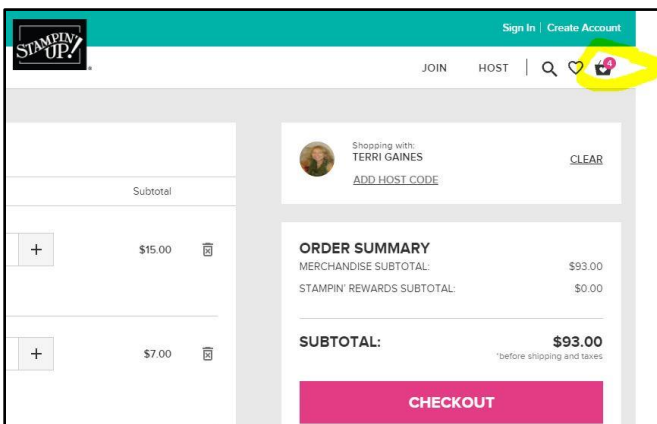 Sign In | Create Account
STAMPIN'
UP!
JOIN HOST 4
Shopping with:
TERRI GAINES
CLEAR
ADD HOST CODE
Subtotal
+ $15.00
ORDER SUMMARY
MERCHANDISE SUBTOTAL: $93.00
STAMPIN' REWARDS SUBTOTAL: $0.00
SUBTOTAL: $93.00
*before shipping and taxes
+ $7.00
CHECKOUT